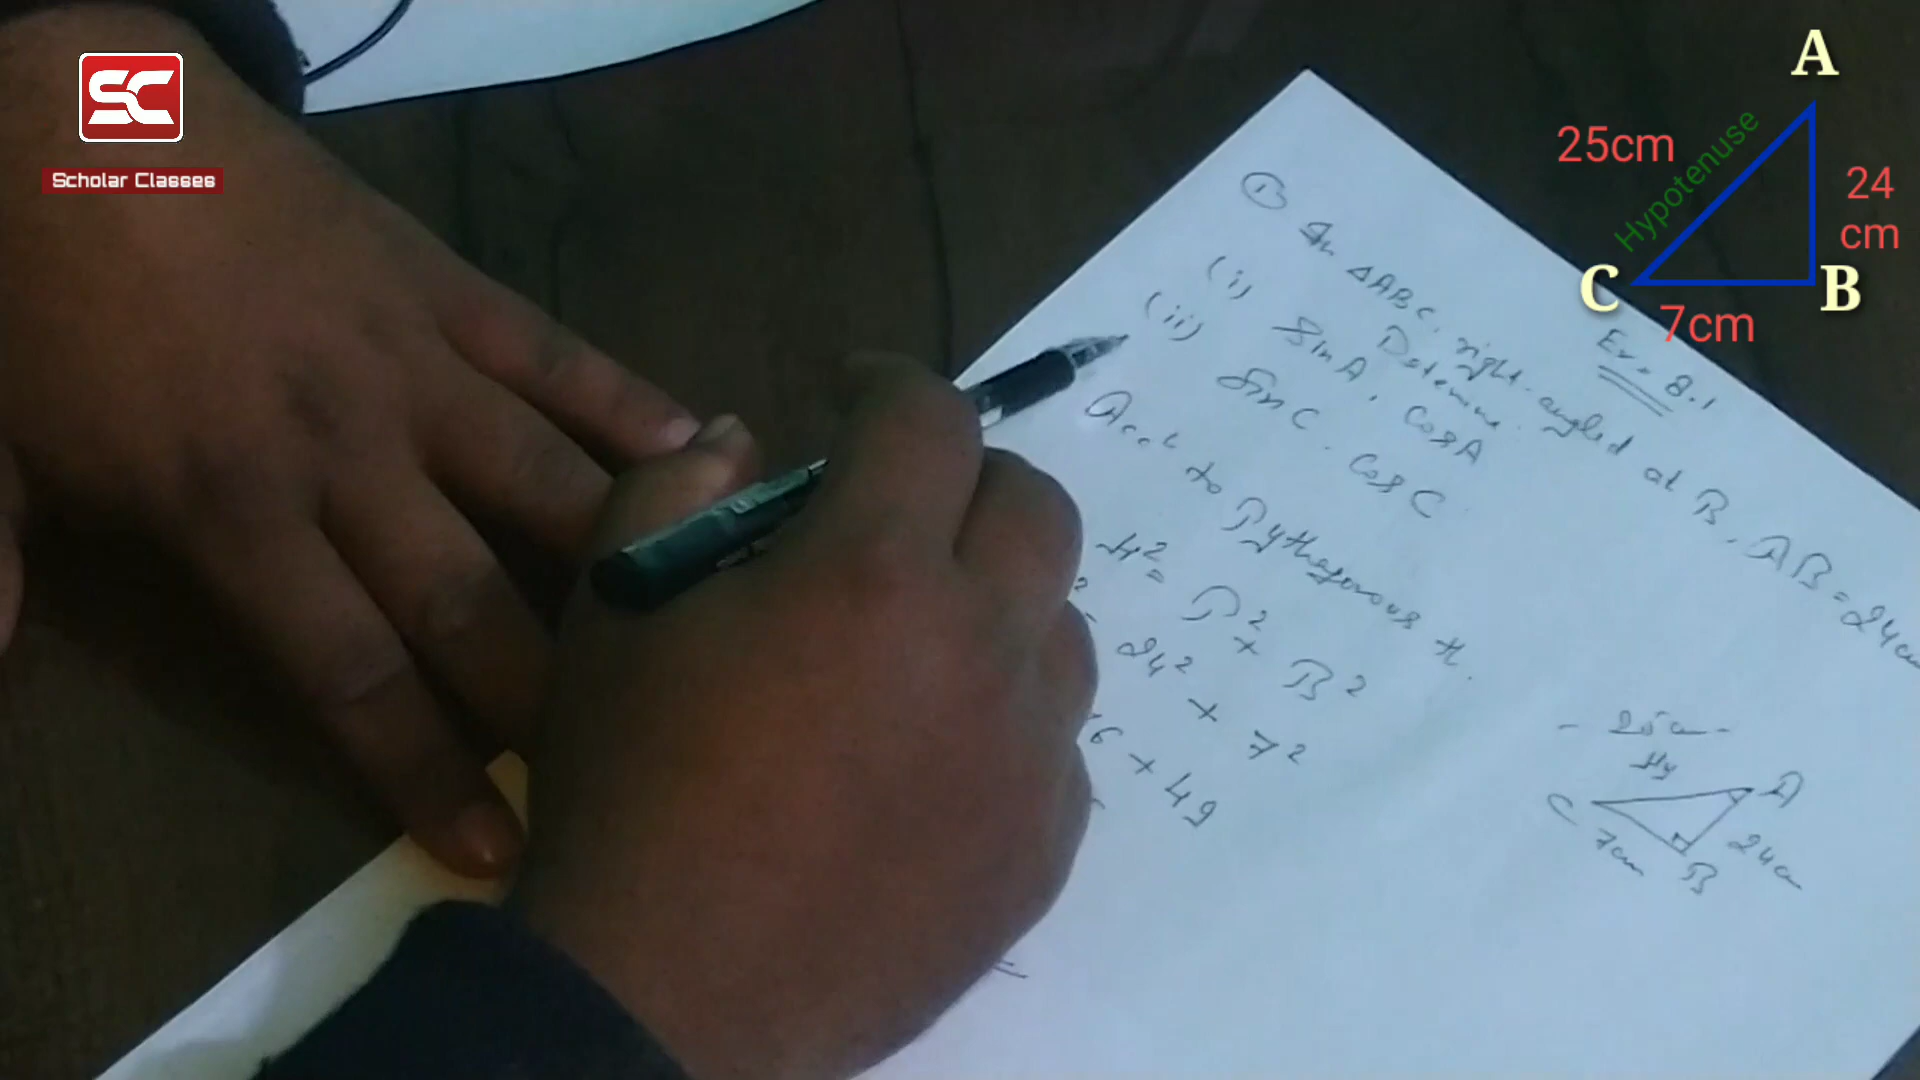 SC
Scholar Classes
A
25cm
Hypotenuse
24
cm
C
B
7cm
Ex - 8.1
① In ΔABC, right-angled at B, AB = 24cm
Determine:
(i) Sin A, Cos A
(ii) Sin C. Cos C
to Pythagorous th.
H² = P² + B²
² = 24² + 7²
+ 49
25cm
Hy
A
C
7cm
24cm
B